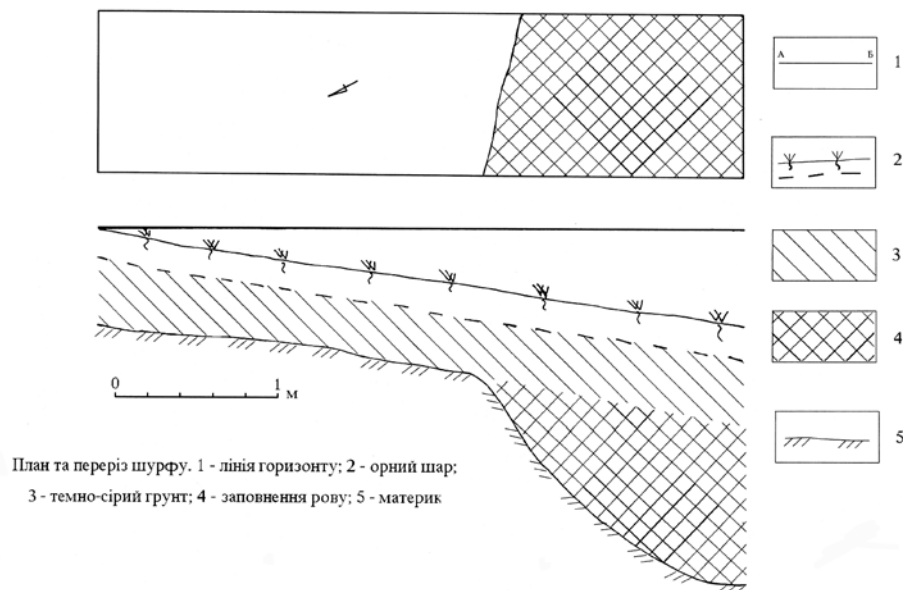 А Б
1
2
3
4
5
0 1
м
План та переріз шурфу. 1 - лінія горизонту; 2 - орний шар;
3 - темно-сірий грунт; 4 - заповнення рову; 5 - материк